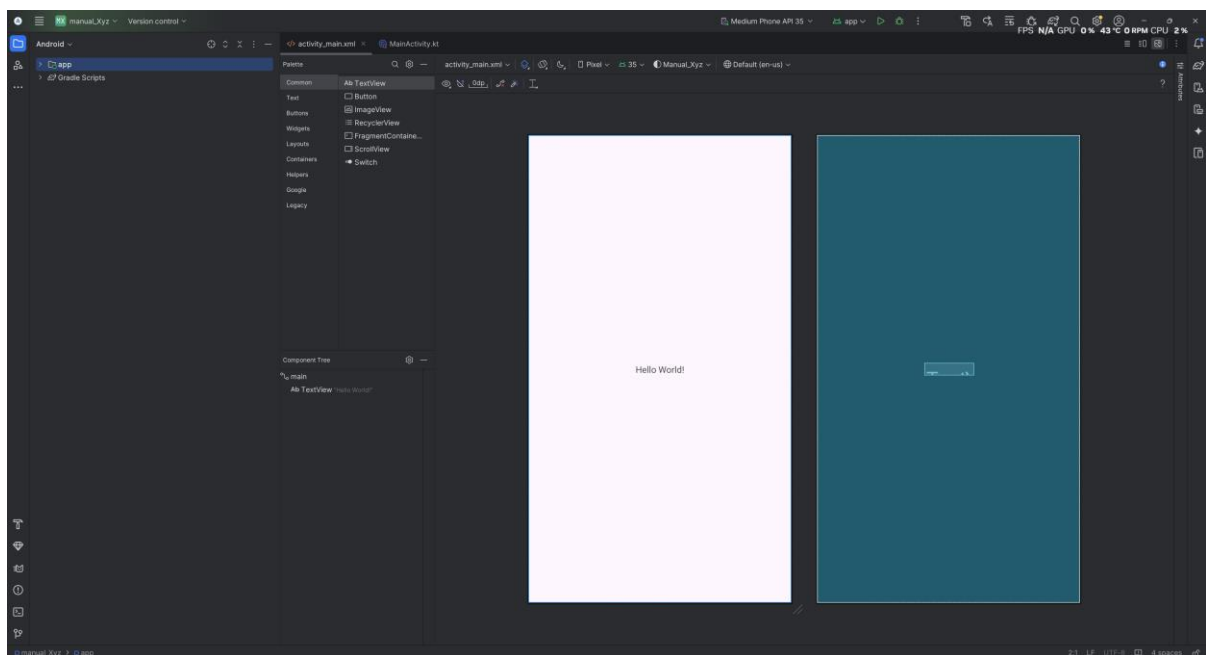 MX manual_Xyz Version control Medium Phone API 35 app
FPS N/A GPU 0 % 43 °C 0 RPM CPU 2 %
Android activity_main.xml MainActivity.kt
app
Gradle Scripts
Palette
Common
Text
Buttons
Widgets
Layouts
Containers
Helpers
Google
Legacy
Ab TextView
Button
ImageView
RecyclerView
FragmentContaine...
ScrollView
Switch
activity_main.xml Pixel 35 Manual_Xyz Default (en-us)
0dp
Attributes
Hello World!
Component Tree
main
Ab TextView "Hello World!"
manual_Xyz > app
2:1 LF UTF-8 4 spaces